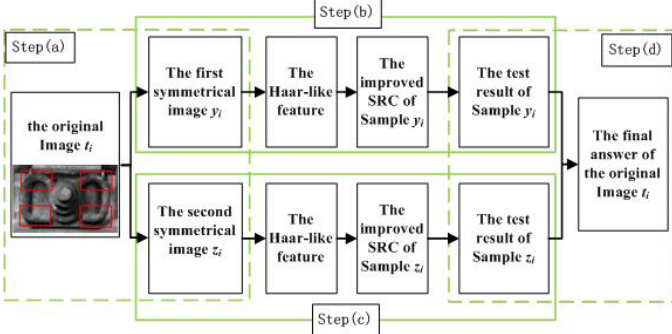 Step(b)
Step(a)
Step(d)
the original
Image ti
The first
symmetrical
image yi
The
Haar-like
feature
The
improved
SRC of
Sample yi
The test
result of
Sample yi
The second
symmetrical
image zi
The
Haar-like
feature
The
improved
SRC of
Sample zi
The test
result of
Sample zi
The final
answer of
the original
Image ti
Step(c)